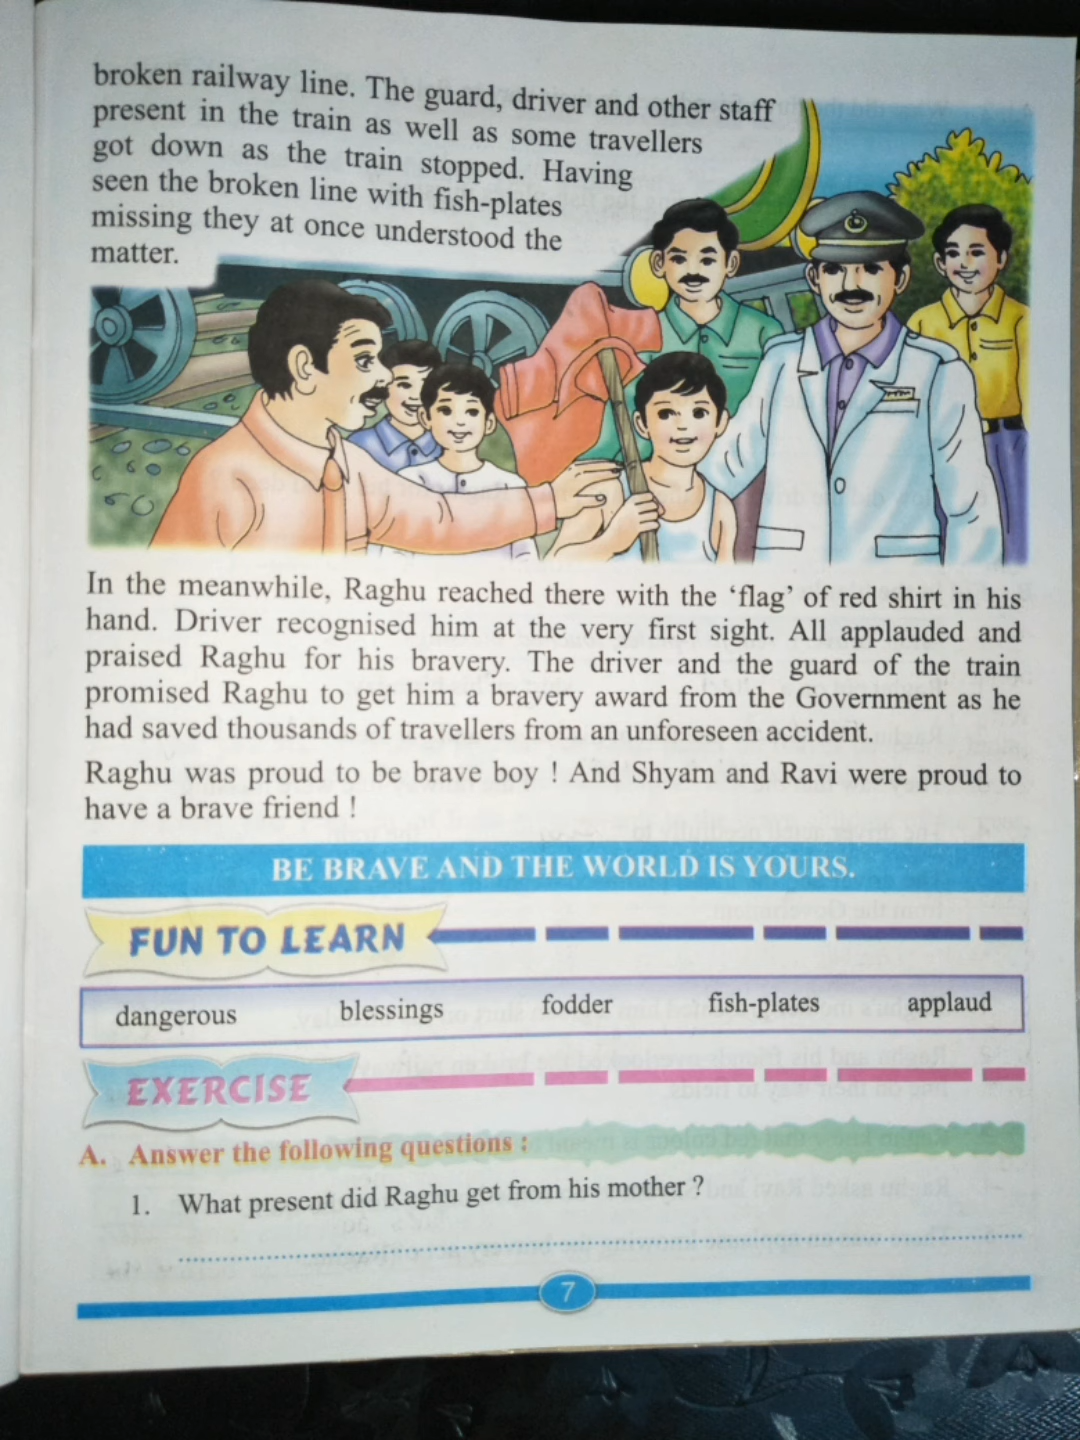 broken railway line. The guard, driver and other staff
present in the train as well as some travellers
got down as the train stopped. Having
seen the broken line with fish-plates
missing they at once understood the
matter.
In the meanwhile, Raghu reached there with the ‘flag’ of red shirt in his
hand. Driver recognised him at the very first sight. All applauded and
praised Raghu for his bravery. The driver and the guard of the train
promised Raghu to get him a bravery award from the Government as he
had saved thousands of travellers from an unforeseen accident.
Raghu was proud to be brave boy ! And Shyam and Ravi were proud to
have a brave friend !
BE BRAVE AND THE WORLD IS YOURS.
FUN TO LEARN
dangerous blessings fodder fish-plates applaud
EXERCISE
A. Answer the following questions :
1. What present did Raghu get from his mother ?
7